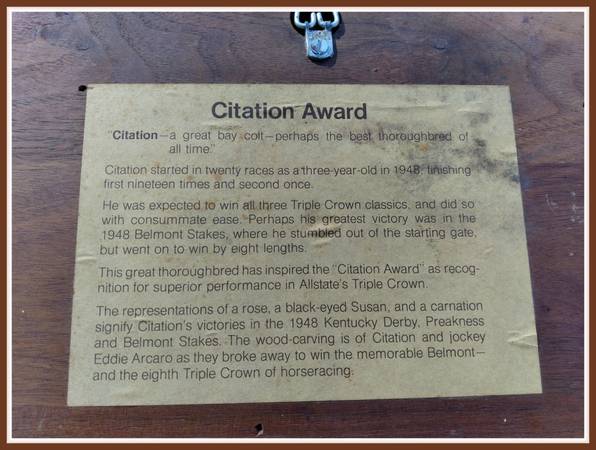 Citation Award
"Citation—a great bay colt—perhaps the best thoroughbred of
all time."
Citation started in twenty races as a three-year-old in 1948, finishing
first nineteen times and second once.
He was expected to win all three Triple Crown classics, and did so
with consummate ease. Perhaps his greatest victory was in the
1948 Belmont Stakes, where he stumbled out of the starting gate,
but went on to win by eight lengths.
This great thoroughbred has inspired the "Citation Award" as recog-
nition for superior performance in Allstate's Triple Crown.
The representations of a rose, a black-eyed Susan, and a carnation
signify Citation's victories in the 1948 Kentucky Derby, Preakness
and Belmont Stakes. The wood-carving is of Citation and jockey
Eddie Arcaro as they broke away to win the memorable Belmont—
and the eighth Triple Crown of horseracing.